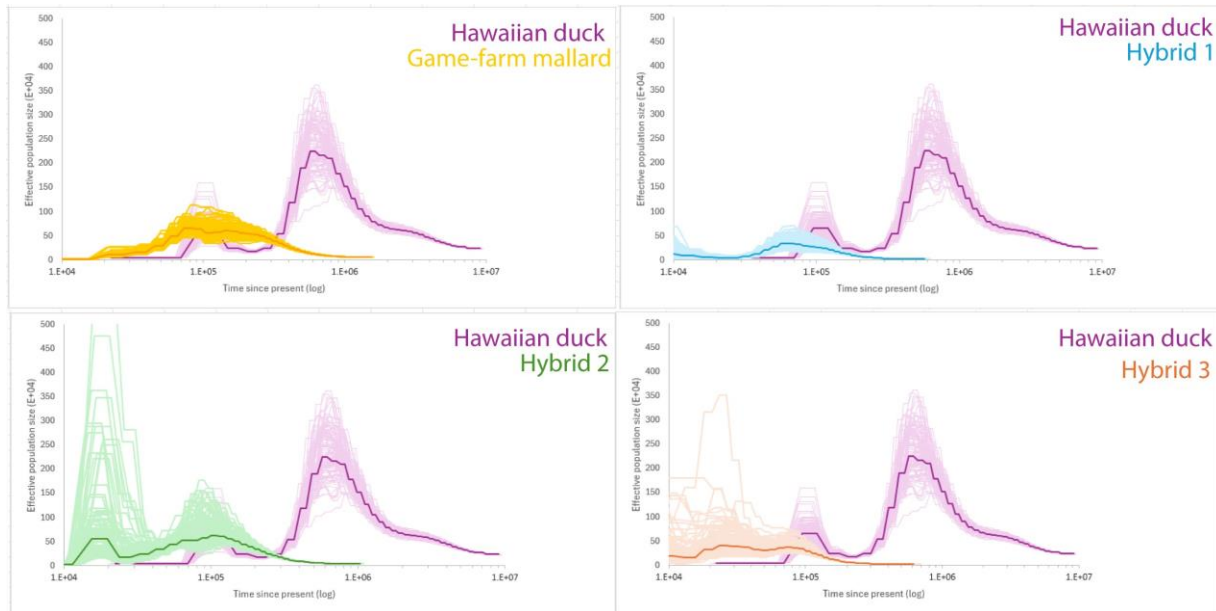 Hawaiian duck
Game-farm mallard
Effective population size (E+04)
500
450
400
350
300
250
200
150
100
50
0
1.E+04 1.E+05 1.E+06 1.E+07
Time since present (log)
Hawaiian duck
Hybrid 1
Effective population size (E+04)
500
450
400
350
300
250
200
150
100
50
0
1.E+04 1.E+05 1.E+06 1.E+07
Time since present (log)
Hawaiian duck
Hybrid 2
Effective population size (E+04)
500
450
400
350
300
250
200
150
100
50
0
1.E+04 1.E+05 1.E+06 1.E+07
Time since present (log)
Hawaiian duck
Hybrid 3
Effective population size (E+04)
500
450
400
350
300
250
200
150
100
50
0
1.E+04 1.E+05 1.E+06 1.E+07
Time since present (log)